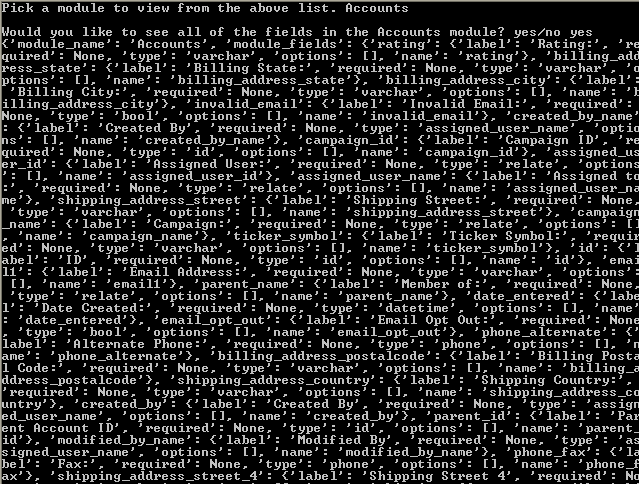 Pick a module to view from the above list. Accounts
Would you like to see all of the fields in the Accounts module? yes/no yes
{'module_name': 'Accounts', 'module_fields': {'rating': {'label': 'Rating:', 're
quired': None, 'type': 'varchar', 'options': [], 'name': 'rating'}, 'billing_add
ress_state': {'label': 'Billing State:', 'required': None, 'type': 'varchar', 'o
ptions': [], 'name': 'billing_address_state'}, 'billing_address_city': {'label':
'Billing City:', 'required': None, 'type': 'varchar', 'options': [], 'name': 'b
illing_address_city'}, 'invalid_email': {'label': 'Invalid Email:', 'required':
None, 'type': 'bool', 'options': [], 'name': 'invalid_email'}, 'created_by_name'
: {'label': 'Created By', 'required': None, 'type': 'assigned_user_name', 'optio
ns': [], 'name': 'created_by_name'}, 'campaign_id': {'label': 'Campaign ID', 're
quired': None, 'type': 'id', 'options': [], 'name': 'campaign_id'}, 'assigned_us
er_id': {'label': 'Assigned User:', 'required': None, 'type': 'relate', 'options
': [], 'name': 'assigned_user_id'}, 'assigned_user_name': {'label': 'Assigned to
:', 'required': None, 'type': 'relate', 'options': [], 'name': 'assigned_user_na
me'}, 'shipping_address_street': {'label': 'Shipping Street:', 'required': None,
'type': 'varchar', 'options': [], 'name': 'shipping_address_street'}, 'campaign
_name': {'label': 'Campaign:', 'required': None, 'type': 'relate', 'options': []
, 'name': 'campaign_name'}, 'ticker_symbol': {'label': 'Ticker Symbol:', 'requir
ed': None, 'type': 'varchar', 'options': [], 'name': 'ticker_symbol'}, 'id': {'l
abel': 'ID', 'required': None, 'type': 'id', 'options': [], 'name': 'id'}, 'emai
l1': {'label': 'Email Address:', 'required': None, 'type': 'varchar', 'options':
[], 'name': 'email1'}, 'parent_name': {'label': 'Member of:', 'required': None,
'type': 'relate', 'options': [], 'name': 'parent_name'}, 'date_entered': {'labe
l': 'Date Created:', 'required': None, 'type': 'datetime', 'options': [], 'name'
: 'date_entered'}, 'email_opt_out': {'label': 'Email Opt Out:', 'required': None
, 'type': 'bool', 'options': [], 'name': 'email_opt_out'}, 'phone_alternate': {'
label': 'Alternate Phone:', 'required': None, 'type': 'phone', 'options': [], 'n
ame': 'phone_alternate'}, 'billing_address_postalcode': {'label': 'Billing Posta
l Code:', 'required': None, 'type': 'varchar', 'options': [], 'name': 'billing_a
ddress_postalcode'}, 'shipping_address_country': {'label': 'Shipping Country:',
'required': None, 'type': 'varchar', 'options': [], 'name': 'shipping_address_co
untry'}, 'created_by': {'label': 'Created By', 'required': None, 'type': 'assign
ed_user_name', 'options': [], 'name': 'created_by'}, 'parent_id': {'label': 'Par
ent Account ID', 'required': None, 'type': 'id', 'options': [], 'name': 'parent_
id'}, 'modified_by_name': {'label': 'Modified By', 'required': None, 'type': 'as
signed_user_name', 'options': [], 'name': 'modified_by_name'}, 'phone_fax': {'la
bel': 'Fax:', 'required': None, 'type': 'phone', 'options': [], 'name': 'phone_f
ax'}, 'shipping_address_street_4': {'label': 'Shipping Street 4', 'required': No